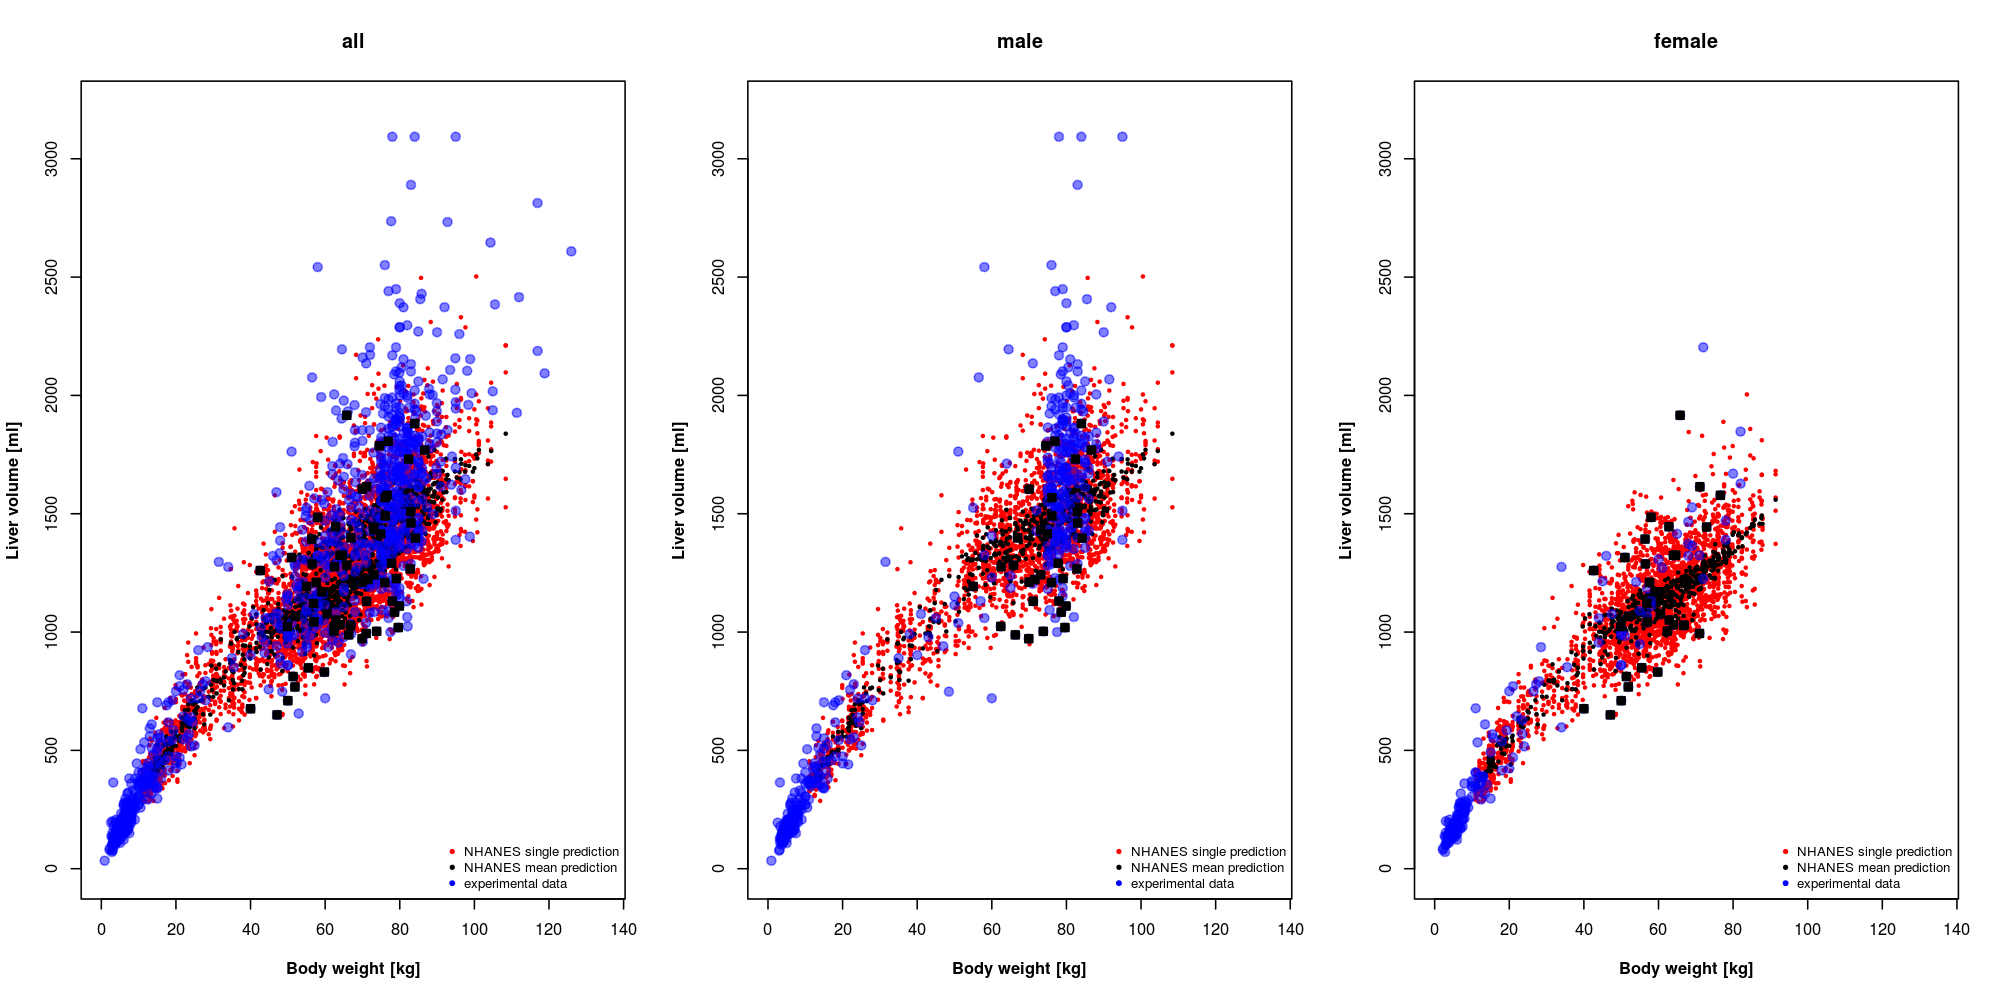 all
male
female
Liver volume [ml]
3000
2500
2000
1500
1000
500
0
NHANES single prediction
NHANES mean prediction
experimental data
0 20 40 60 80 100 120 140
Body weight [kg]
Liver volume [ml]
3000
2500
2000
1500
1000
500
0
NHANES single prediction
NHANES mean prediction
experimental data
0 20 40 60 80 100 120 140
Body weight [kg]
Liver volume [ml]
3000
2500
2000
1500
1000
500
0
NHANES single prediction
NHANES mean prediction
experimental data
0 20 40 60 80 100 120 140
Body weight [kg]